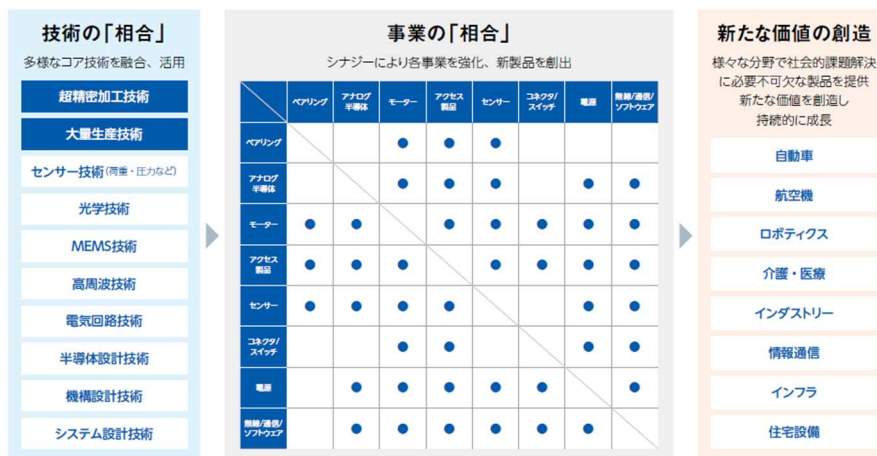 技術の「相合」
多様なコア技術を融合、活用
超精密加工技術
大量生産技術
センサー技術(荷重・圧力など)
光学技術
MEMS技術
高周波技術
電気回路技術
半導体設計技術
機構設計技術
システム設計技術
事業の「相合」
シナジーにより各事業を強化、新製品を創出
ベアリング
アナログ
半導体
モーター
アクセス
製品
センサー
コネクタ/
スイッチ
電源
無線/通信/
ソフトウェア
ベアリング
アナログ
半導体
モーター
アクセス
製品
センサー
コネクタ/
スイッチ
電源
無線/通信/
ソフトウェア
新たな価値の創造
様々な分野で社会的課題解決
に必要不可欠な製品を提供
新たな価値を創造し
持続的に成長
自動車
航空機
ロボティクス
介護・医療
インダストリー
情報通信
インフラ
住宅設備